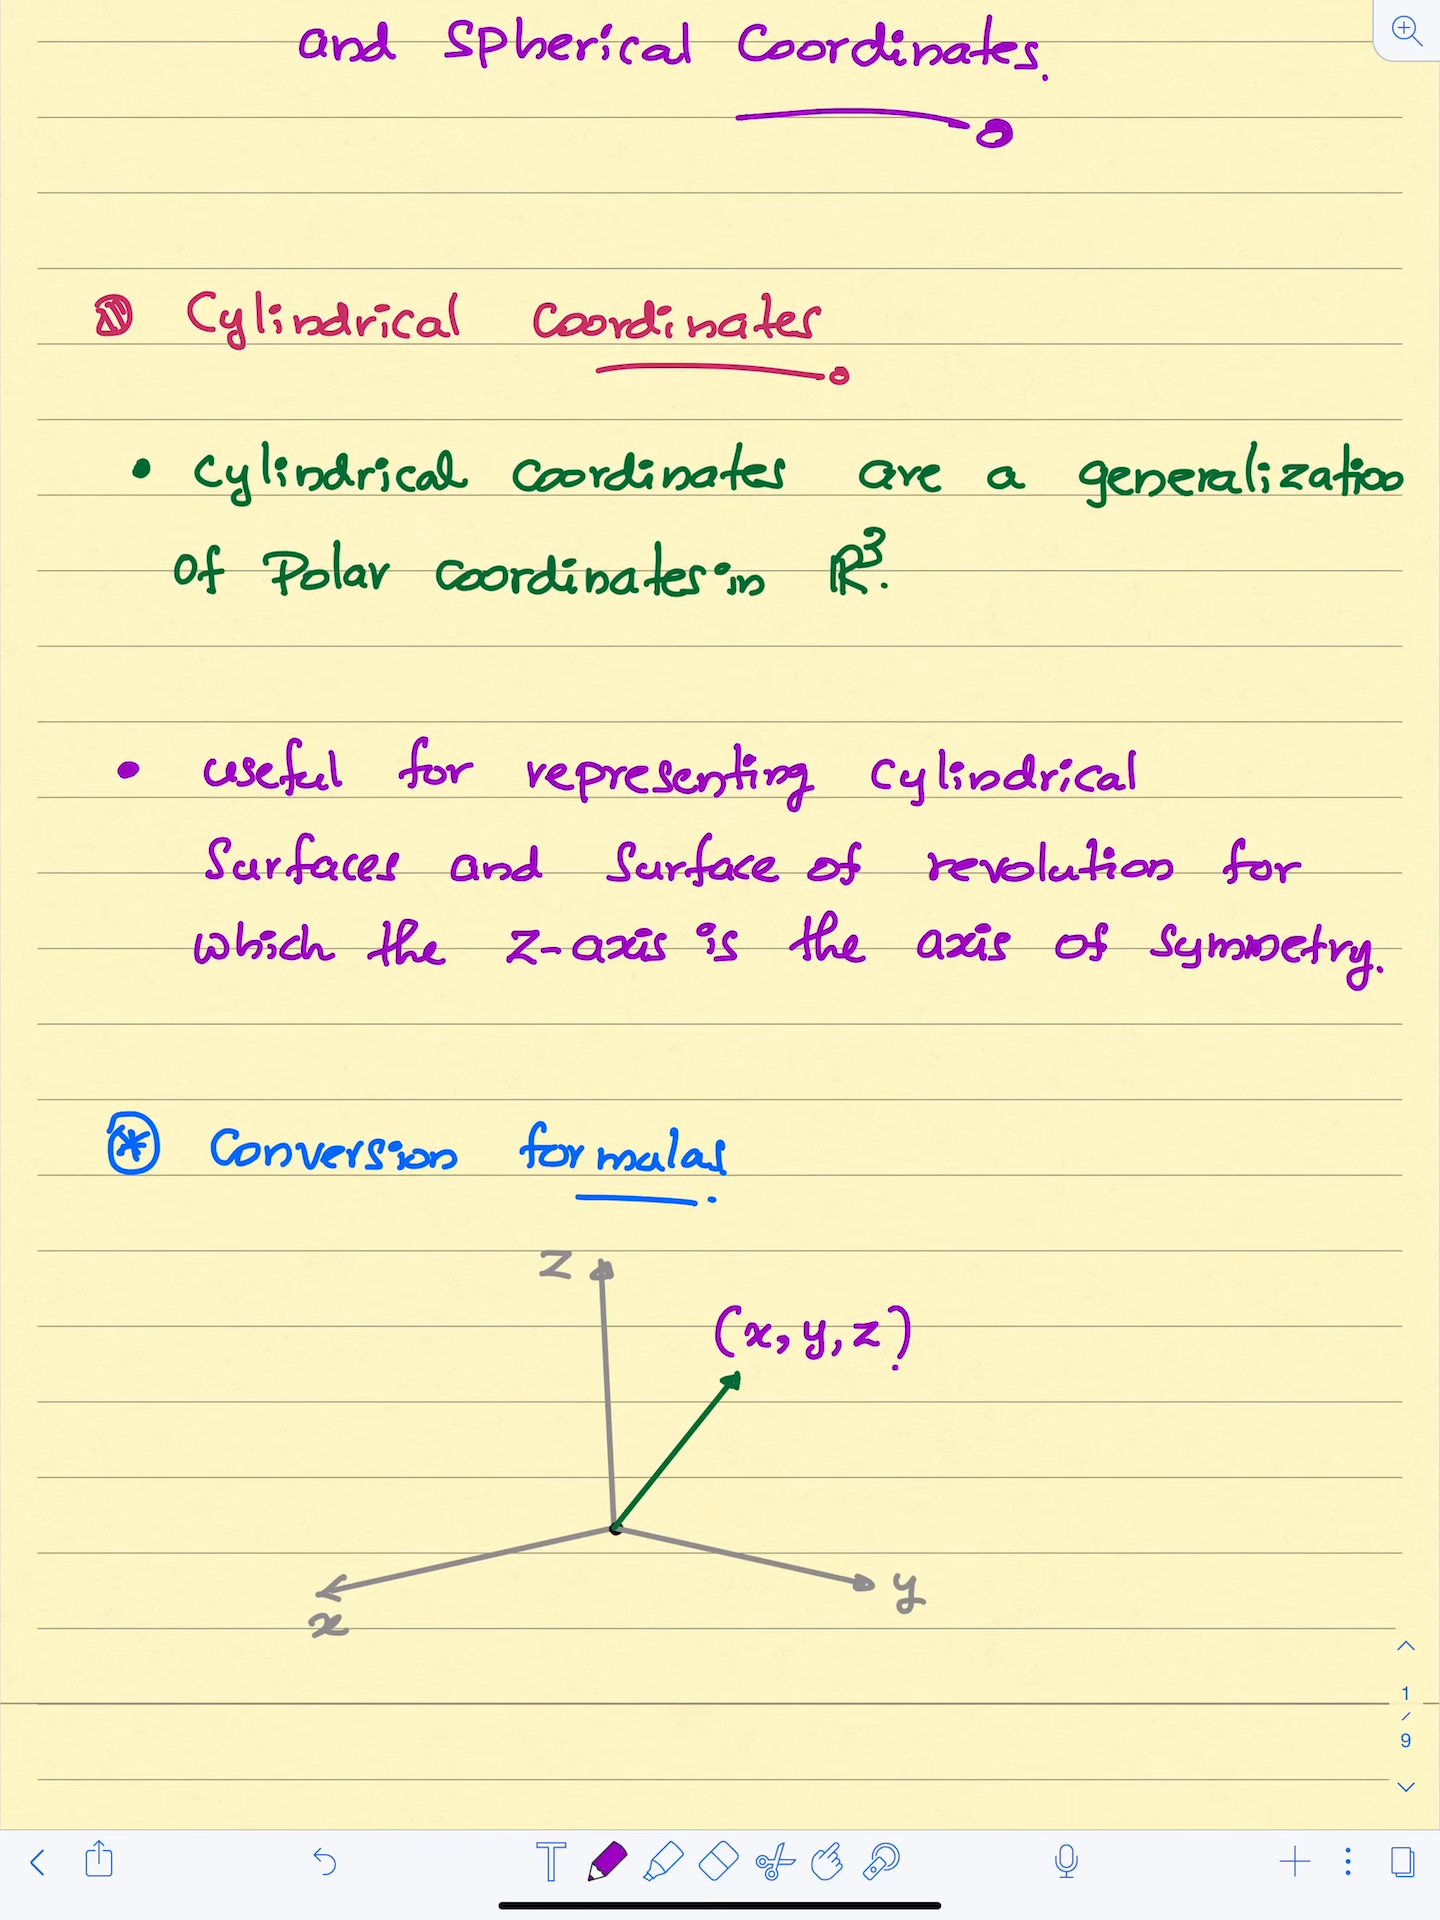 and Spherical Coordinates.
Cylindrical Coordinates
• Cylindrical coordinates are a generalization
of Polar coordinates in ℝ³.
• useful for representing Cylindrical
Surfaces and Surface of revolution for
which the z-axis is the axis of symmetry.
* Conversion formulas.
z
(x, y, z)
y
x
1
/
9
T